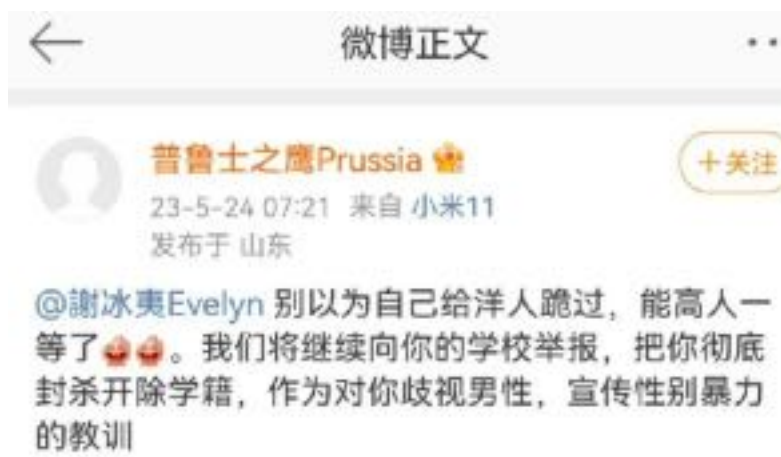 微博正文
普鲁士之鹰Prussia
+关注
23-5-24 07:21 来自 小米11
发布于 山东
@謝冰夷Evelyn 别以为自己给洋人跪过，能高人一
等了。我们将继续向你的学校举报，把你彻底
封杀开除学籍，作为对你歧视男性，宣传性别暴力
的教训